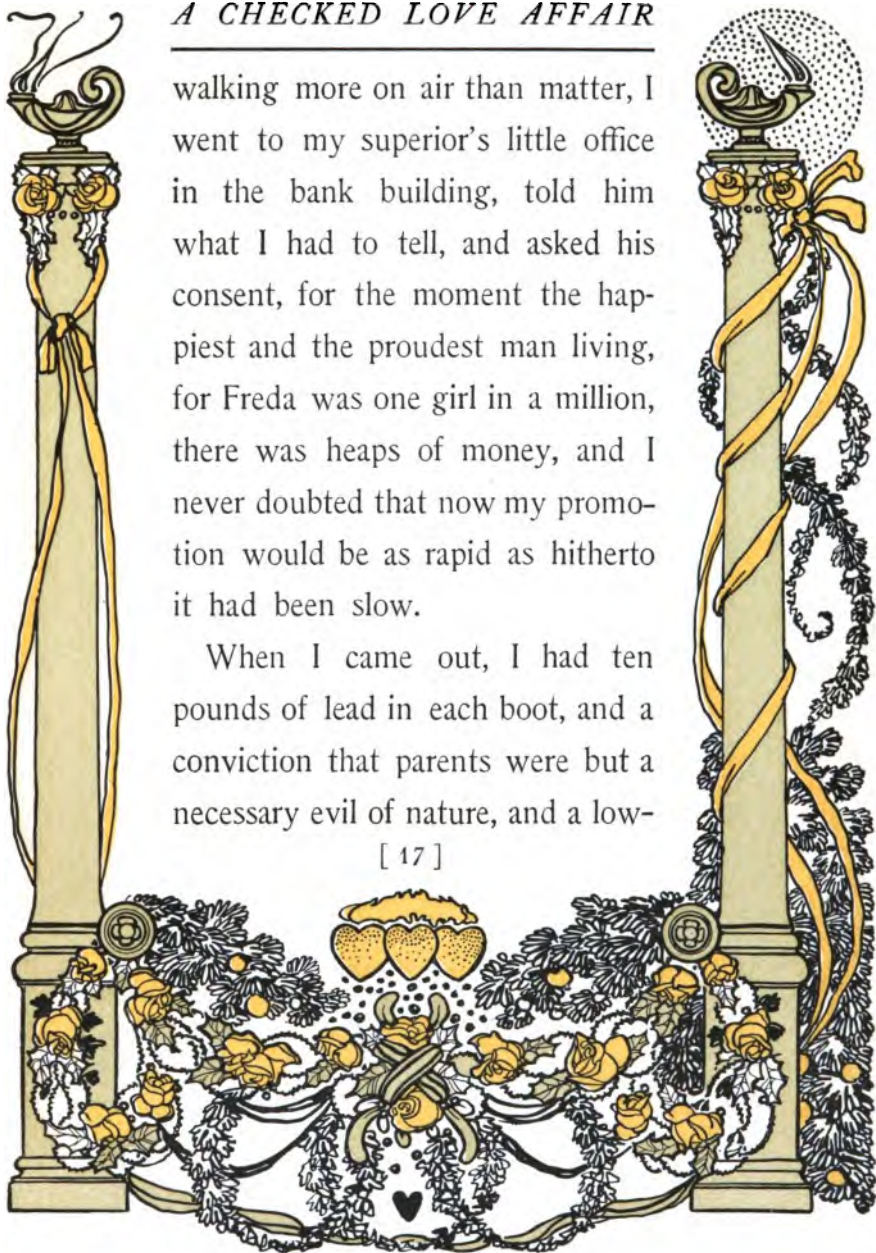 A CHECKED LOVE AFFAIR
walking more on air than matter, I
went to my superior's little office
in the bank building, told him
what I had to tell, and asked his
consent, for the moment the hap-
piest and the proudest man living,
for Freda was one girl in a million,
there was heaps of money, and I
never doubted that now my promo-
tion would be as rapid as hitherto
it had been slow.
When I came out, I had ten
pounds of lead in each boot, and a
conviction that parents were but a
necessary evil of nature, and a low-
[ 17 ]